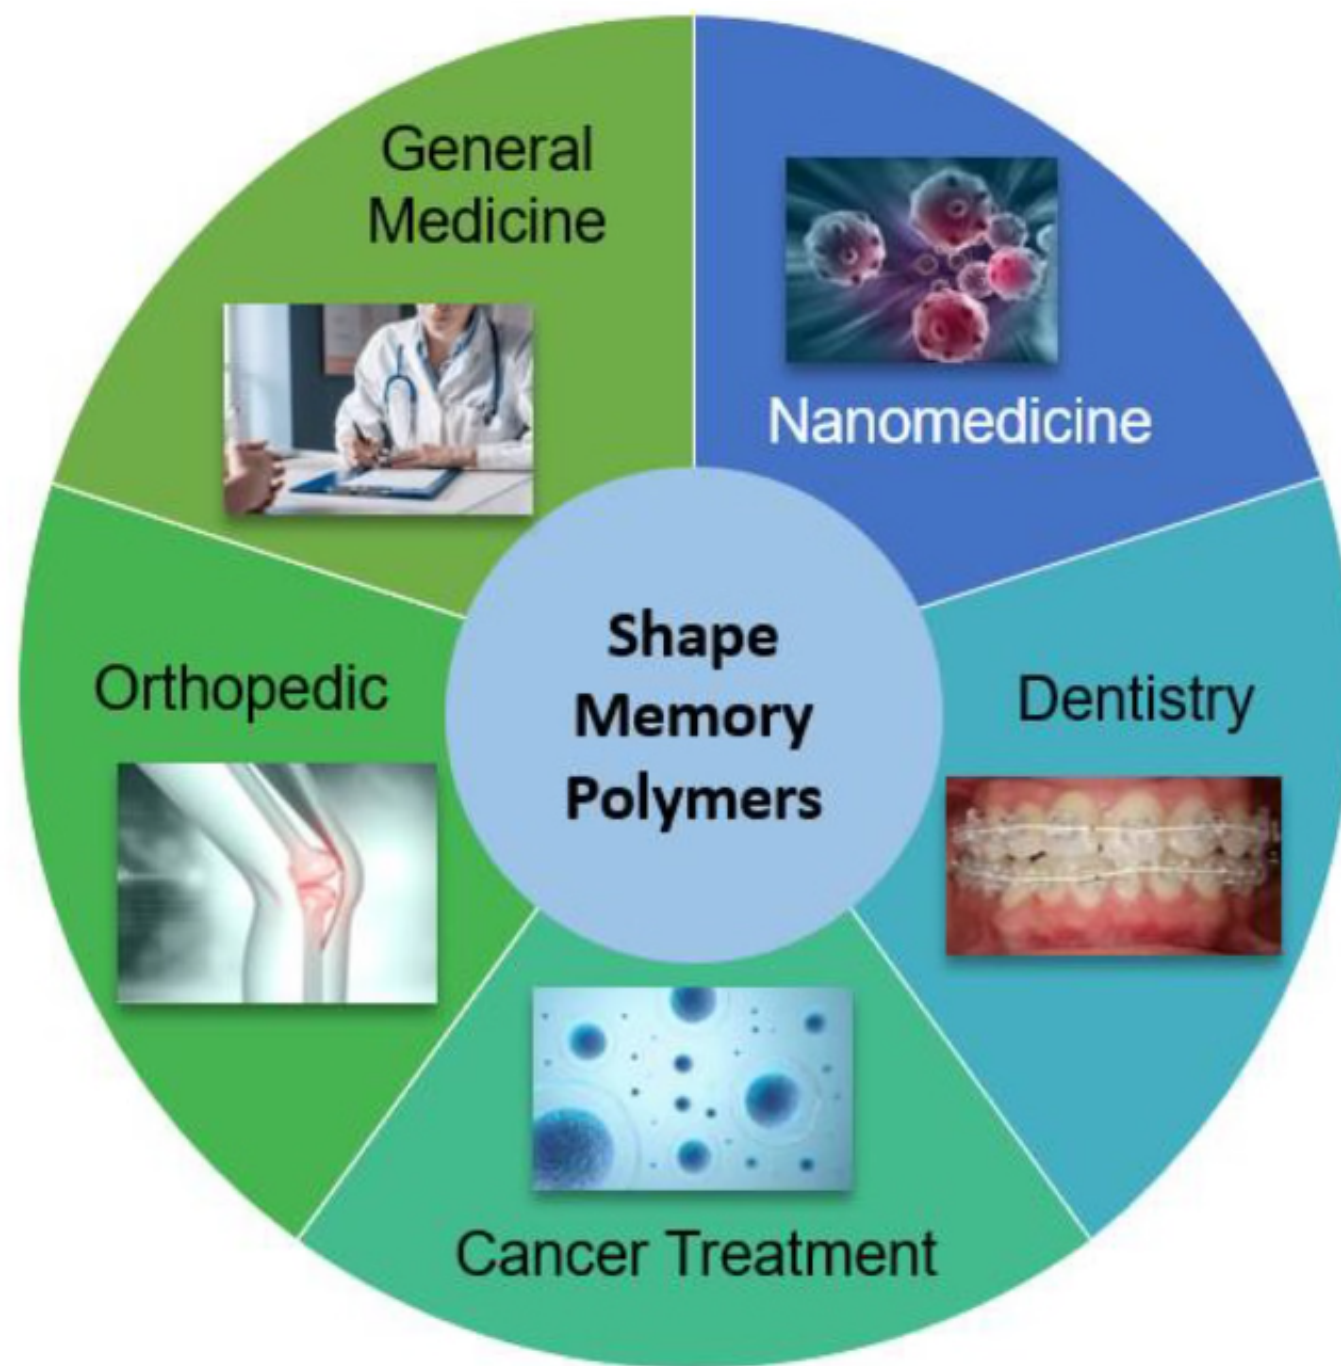 General
Medicine
Nanomedicine
Shape
Memory
Polymers
Orthopedic
Dentistry
Cancer Treatment